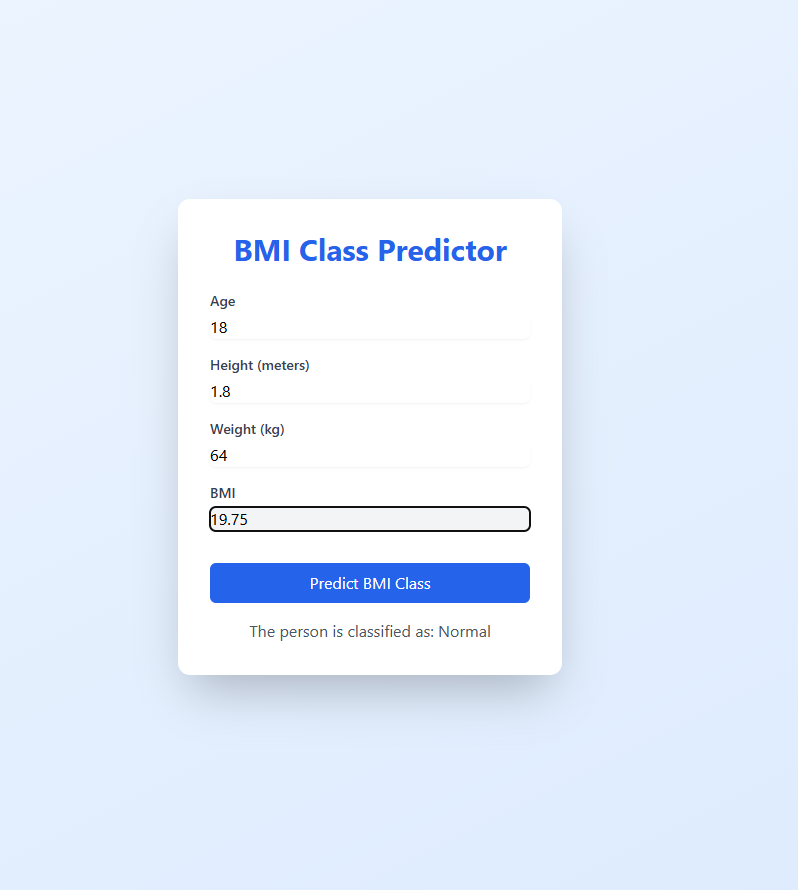 BMI Class Predictor
Age
18
Height (meters)
1.8
Weight (kg)
64
BMI
19.75
Predict BMI Class
The person is classified as: Normal